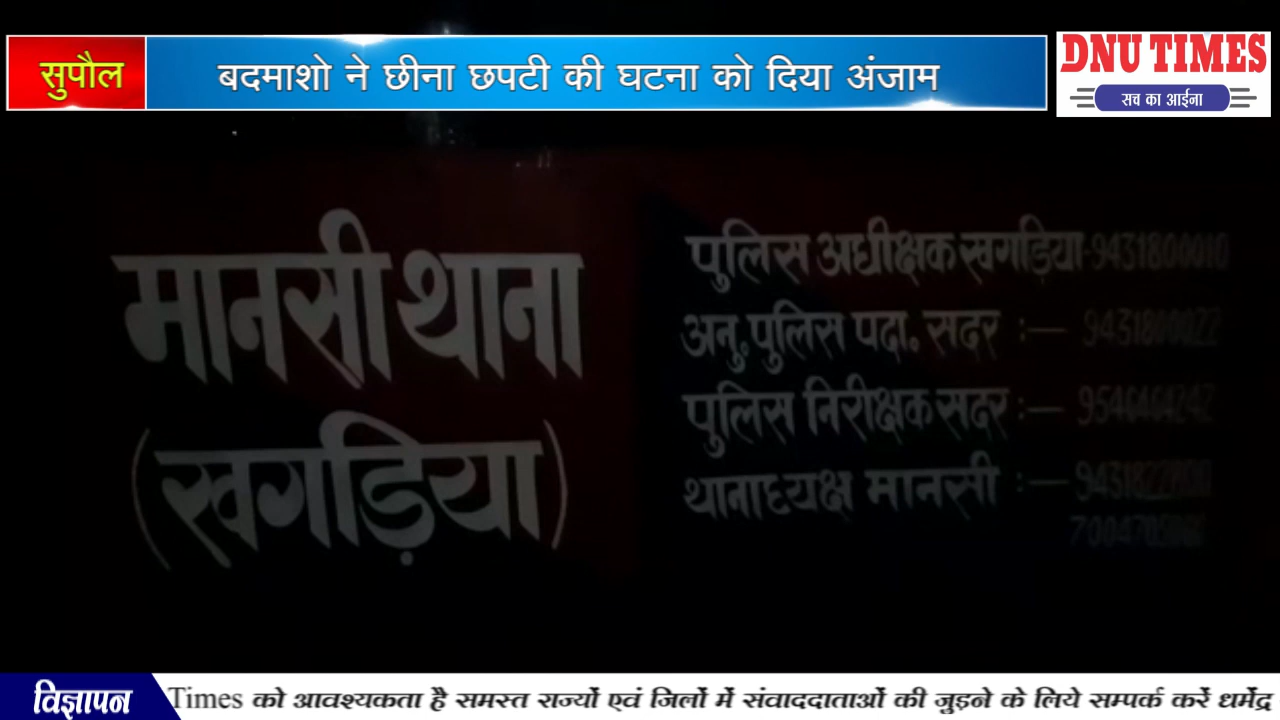 सुपौल
बदमाशो ने छीना छपटी की घटना को दिया अंजाम
DNU TIMES
सच का आईना
मानसी थाना
(खगड़िया)
पुलिस अधीक्षक खगड़िया-9431800010
अनु. पुलिस पदा. सदर :— 9431800022
पुलिस निरीक्षक सदर :—
थानाध्यक्ष मानसी :—
विज्ञापन
Times को आवश्यकता है समस्त राज्यों एवं जिलों में संवाददाताओं की जुड़ने के लिये सम्पर्क करें धर्मेंद्र